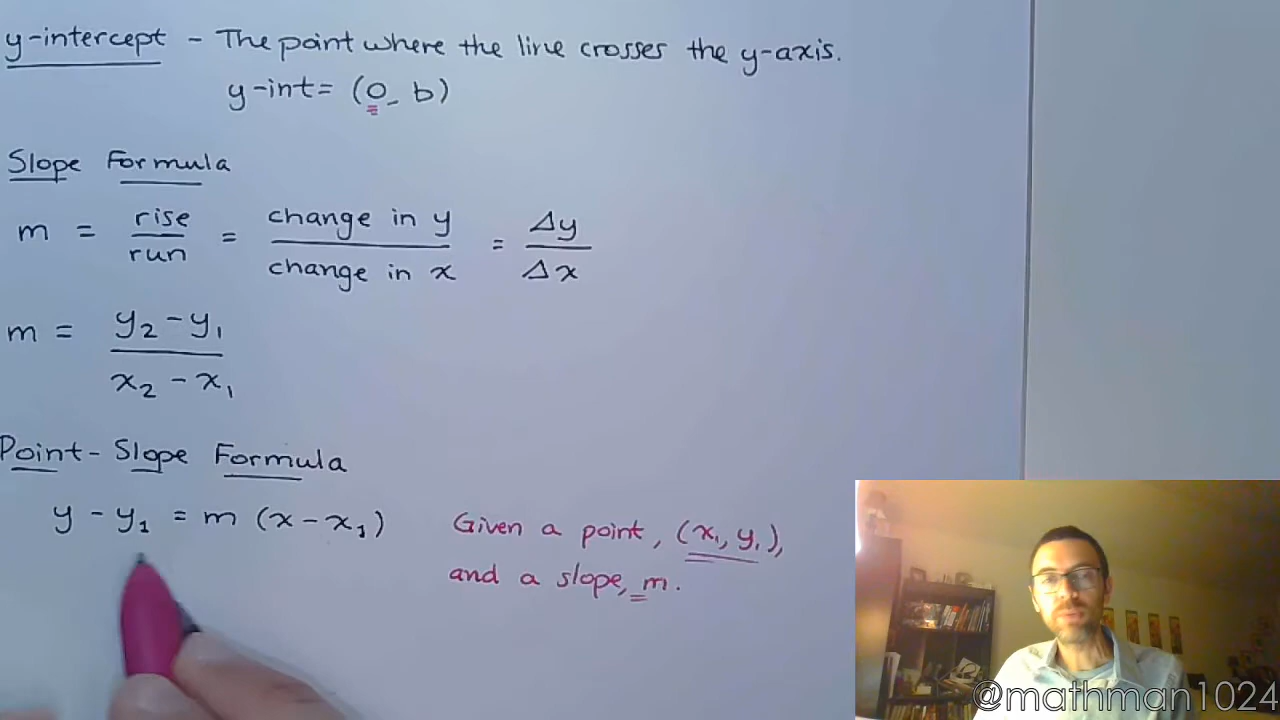 y-intercept - The point where the line crosses the y-axis.
y-int = (0, b)
Slope Formula
m = rise/run = change in y/change in x = Δy/Δx
m = y₂ - y₁/x₂ - x₁
Point-Slope Formula
y - y₁ = m (x - x₁)
Given a point, (x₁, y₁),
and a slope, m.
@mathman1024